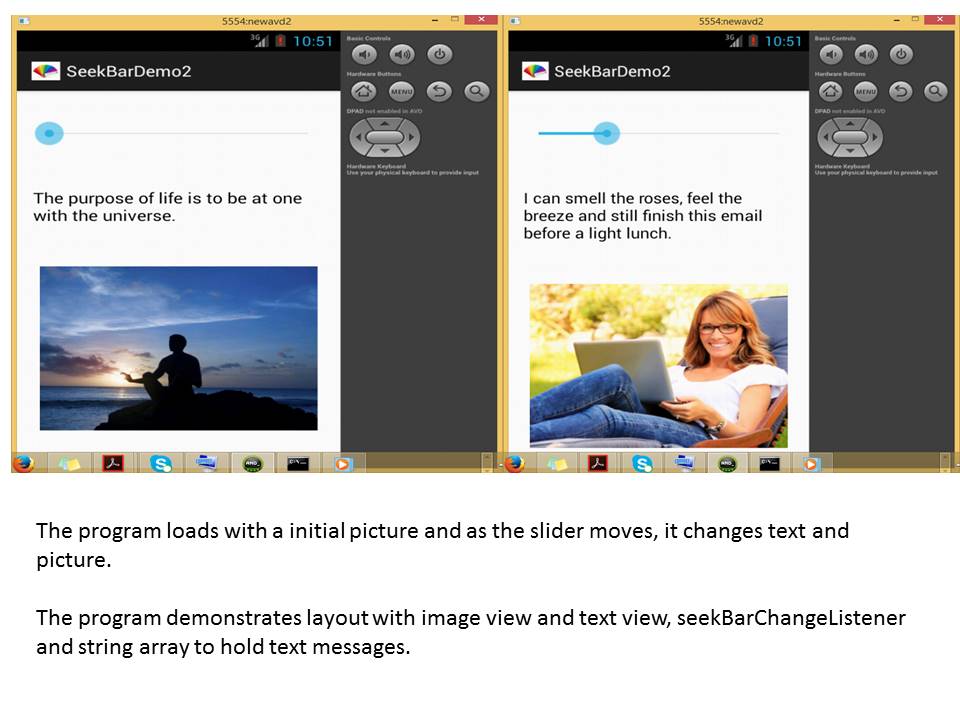 5554:newavd2
3G 10:51
SeekBarDemo2
The purpose of life is to be at one
with the universe.
Basic Controls
Hardware Buttons
MENU
DPAD not enabled in AVD
Hardware Keyboard
Use your physical keyboard to provide input
5554:newavd2
3G 10:51
SeekBarDemo2
I can smell the roses, feel the
breeze and still finish this email
before a light lunch.
Basic Controls
Hardware Buttons
MENU
DPAD not enabled in AVD
Hardware Keyboard
Use your physical keyboard to provide input
The program loads with a initial picture and as the slider moves, it changes text and
picture.
The program demonstrates layout with image view and text view, seekBarChangeListener
and string array to hold text messages.